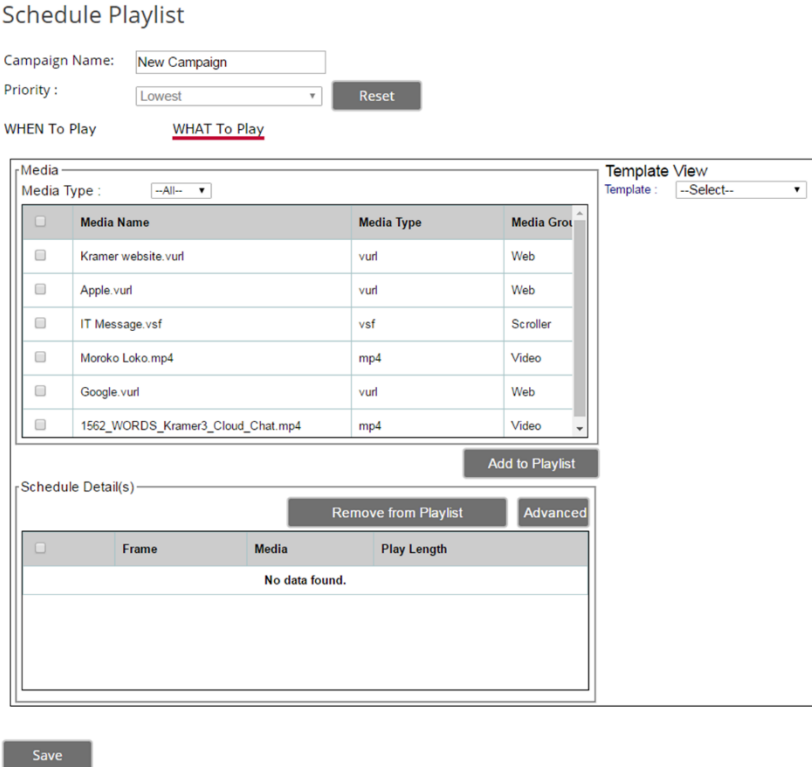 Schedule Playlist
Campaign Name: New Campaign
Priority : Lowest Reset
WHEN To Play WHAT To Play
Media Template View
Media Type : --All-- Template : --Select--
Media Name Media Type Media Grou
Kramer website.vurl vurl Web
Apple.vurl vurl Web
IT Message.vsf vsf Scroller
Moroko Loko.mp4 mp4 Video
Google.vurl vurl Web
1562_WORDS_Kramer3_Cloud_Chat.mp4 mp4 Video
Add to Playlist
Schedule Detail(s)
Remove from Playlist Advanced
Frame Media Play Length
No data found.
Save